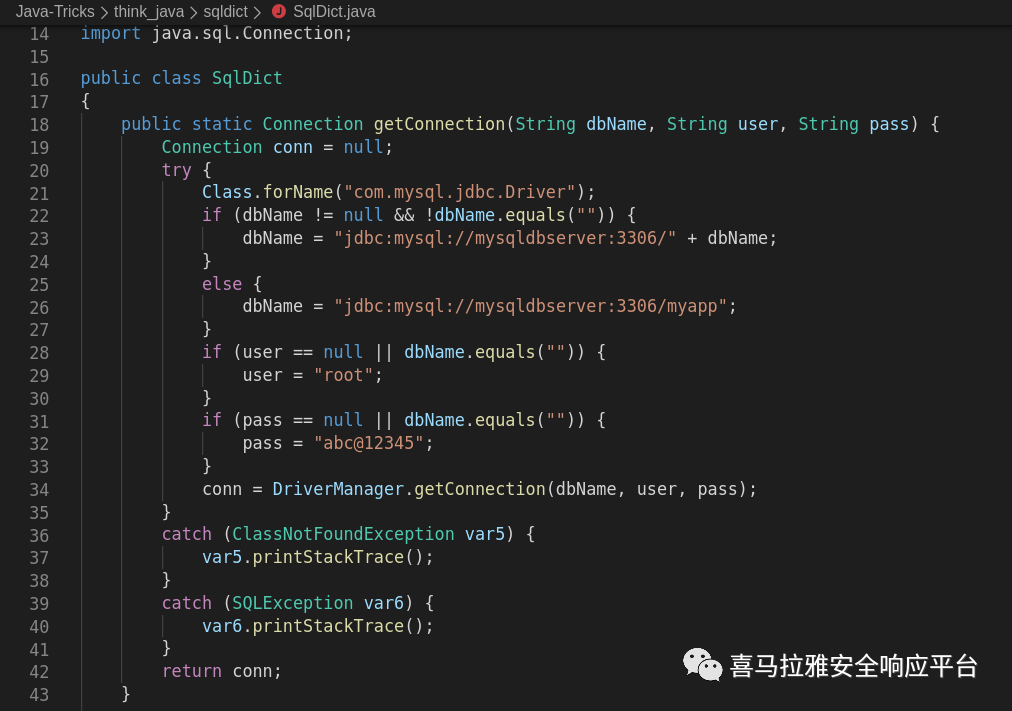 Java-Tricks > think_java > sqldict > J SqlDict.java
14 import java.sql.Connection;
15
16 public class SqlDict
17 {
18     public static Connection getConnection(String dbName, String user, String pass) {
19         Connection conn = null;
20         try {
21             Class.forName("com.mysql.jdbc.Driver");
22             if (dbName != null && !dbName.equals("")) {
23                 dbName = "jdbc:mysql://mysqldbserver:3306/" + dbName;
24             }
25             else {
26                 dbName = "jdbc:mysql://mysqldbserver:3306/myapp";
27             }
28             if (user == null || dbName.equals("")) {
29                 user = "root";
30             }
31             if (pass == null || dbName.equals("")) {
32                 pass = "abc@12345";
33             }
34             conn = DriverManager.getConnection(dbName, user, pass);
35         }
36         catch (ClassNotFoundException var5) {
37             var5.printStackTrace();
38         }
39         catch (SQLException var6) {
40             var6.printStackTrace();
41         }
42         return conn;
43     }
喜马拉雅安全响应平台